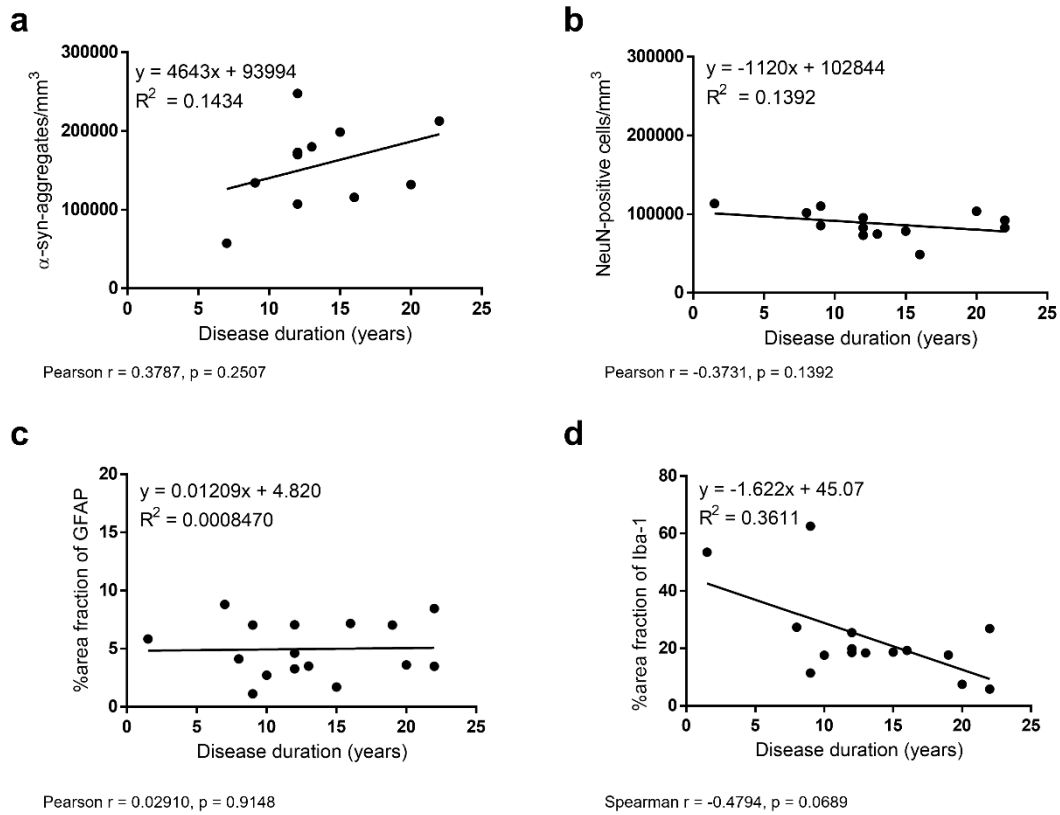 a
300000
200000
100000
0
α-syn-aggregates/mm³
y = 4643x + 93994
R² = 0.1434
0 5 10 15 20 25
Disease duration (years)
Pearson r = 0.3787, p = 0.2507
b
300000
200000
100000
0
NeuN-positive cells/mm³
y = -1120x + 102844
R² = 0.1392
0 5 10 15 20 25
Disease duration (years)
Pearson r = -0.3731, p = 0.1392
c
20
15
10
5
0
%area fraction of GFAP
y = 0.01209x + 4.820
R² = 0.0008470
0 5 10 15 20 25
Disease duration (years)
Pearson r = 0.02910, p = 0.9148
d
80
60
40
20
0
%area fraction of Iba-1
y = -1.622x + 45.07
R² = 0.3611
0 5 10 15 20 25
Disease duration (years)
Spearman r = -0.4794, p = 0.0689